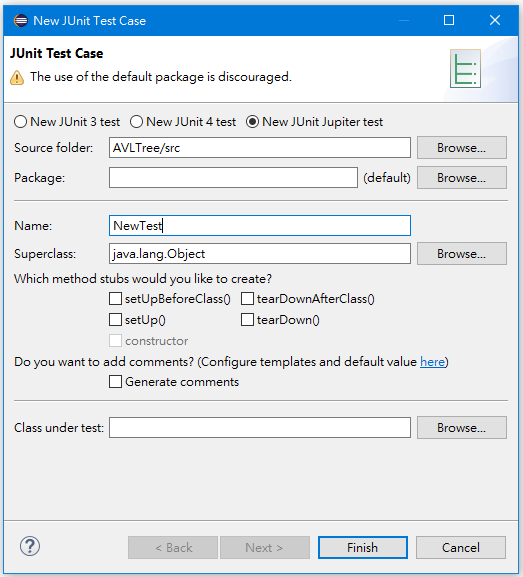 New JUnit Test Case
JUnit Test Case
The use of the default package is discouraged.
New JUnit 3 test New JUnit 4 test New JUnit Jupiter test
Source folder: AVLTree/src Browse...
Package: (default) Browse...
Name: NewTest
Superclass: java.lang.Object Browse...
Which method stubs would you like to create?
setUpBeforeClass() tearDownAfterClass()
setUp() tearDown()
constructor
Do you want to add comments? (Configure templates and default value here)
Generate comments
Class under test: Browse...
? < Back Next > Finish Cancel